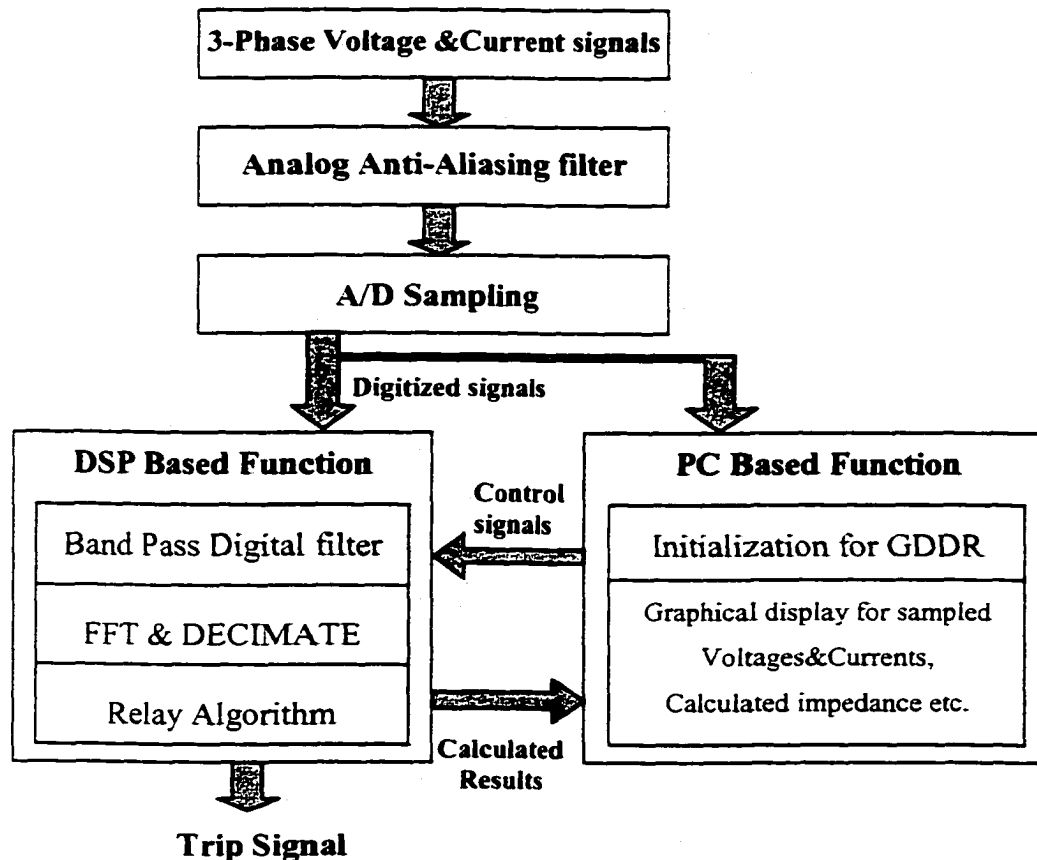 3-Phase Voltage &Current signals
Analog Anti-Aliasing filter
A/D Sampling
Digitized signals
DSP Based Function
Band Pass Digital filter
FFT & DECIMATE
Relay Algorithm
Control
signals
Calculated
Results
PC Based Function
Initialization for GDDR
Graphical display for sampled
Voltages&Currents,
Calculated impedance etc.
Trip Signal